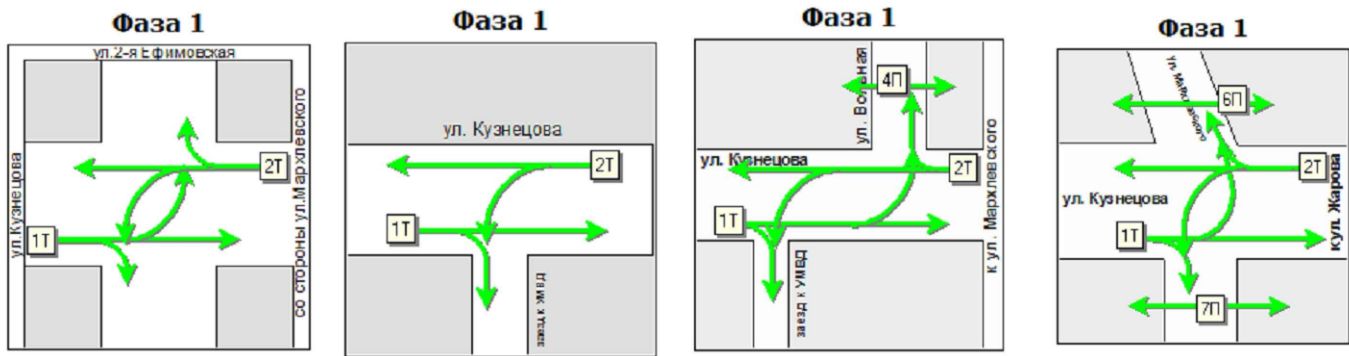 Фаза 1
ул.2-я Ефимовская
ул.Кузнецова
со стороны ул.Мархлевского
2Т
1Т
Фаза 1
ул. Кузнецова
2Т
1Т
заезд к УМВД
Фаза 1
ул. Вольная
4П
ул. Кузнецова
2Т
1Т
заезд к УМВД
к ул. Мархлевского
Фаза 1
ул. Мархлевского
6П
2Т
ул. Кузнецова
1Т
к ул. Жарова
7П